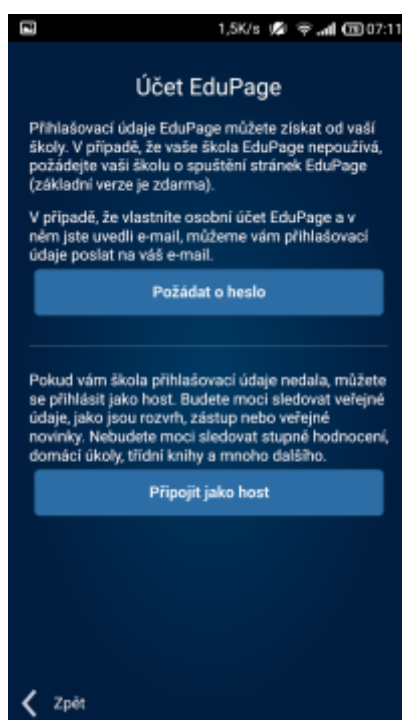 1,5K/s 78 07:11
Účet EduPage
Přihlašovací údaje EduPage můžete získat od vaší
školy. V případě, že vaše škola EduPage nepoužívá,
požádejte vaši školu o spuštění stránek EduPage
(základní verze je zdarma).
V případě, že vlastníte osobní účet EduPage a v
něm jste uvedli e-mail, můžeme vám přihlašovací
údaje poslat na váš e-mail.
Požádat o heslo
Pokud vám škola přihlašovací údaje nedala, můžete
se přihlásit jako host. Budete moci sledovat veřejné
údaje, jako jsou rozvrh, zástup nebo veřejné
novinky. Nebudete moci sledovat stupně hodnocení,
domácí úkoly, třídní knihy a mnoho dalšího.
Připojit jako host
Zpět